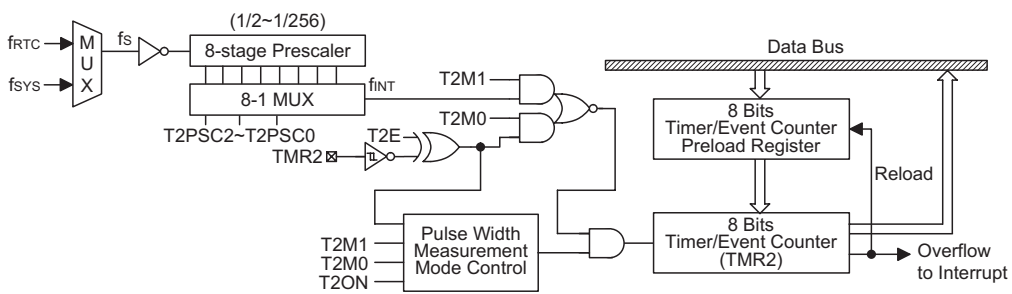 (1/2~1/256)
fRTC
M
U
X
fS
8-stage Prescaler
fSYS
8-1 MUX
fINT
T2PSC2~T2PSC0
T2M1
T2M0
T2E
TMR2
Data Bus
8 Bits
Timer/Event Counter
Preload Register
Reload
T2M1
T2M0
T2ON
Pulse Width
Measurement
Mode Control
8 Bits
Timer/Event Counter
(TMR2)
Overflow
to Interrupt